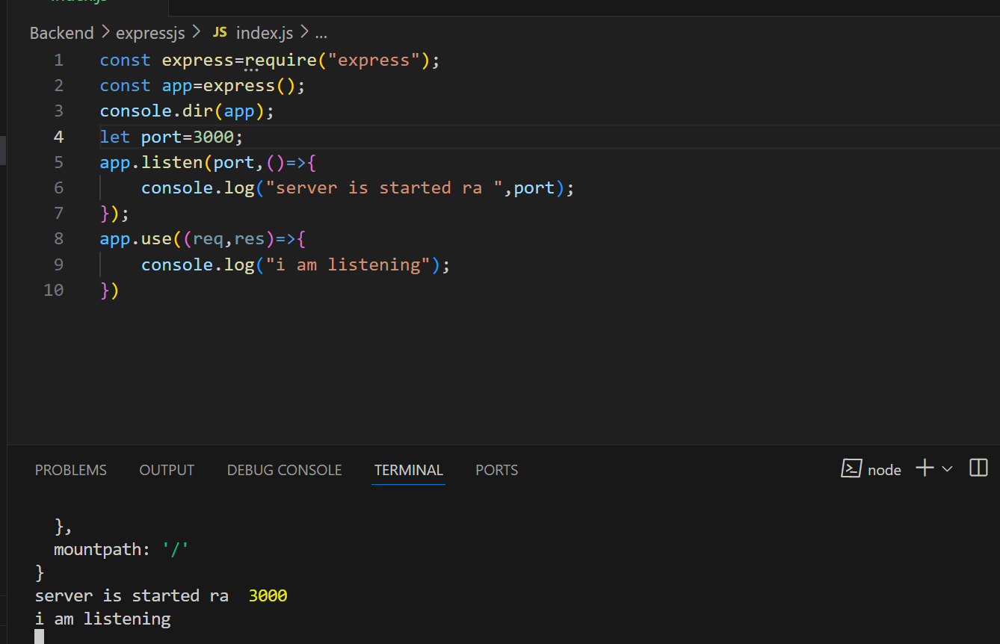 Backend > expressjs > JS index.js > ...
1 const express=require("express");
2 const app=express();
3 console.dir(app);
4 let port=3000;
5 app.listen(port,()=>{
6     console.log("server is started ra ",port);
7 });
8 app.use((req,res)=>{
9     console.log("i am listening");
10 })
PROBLEMS OUTPUT DEBUG CONSOLE TERMINAL PORTS node
  },
  mountpath: '/'
}
server is started ra  3000
i am listening